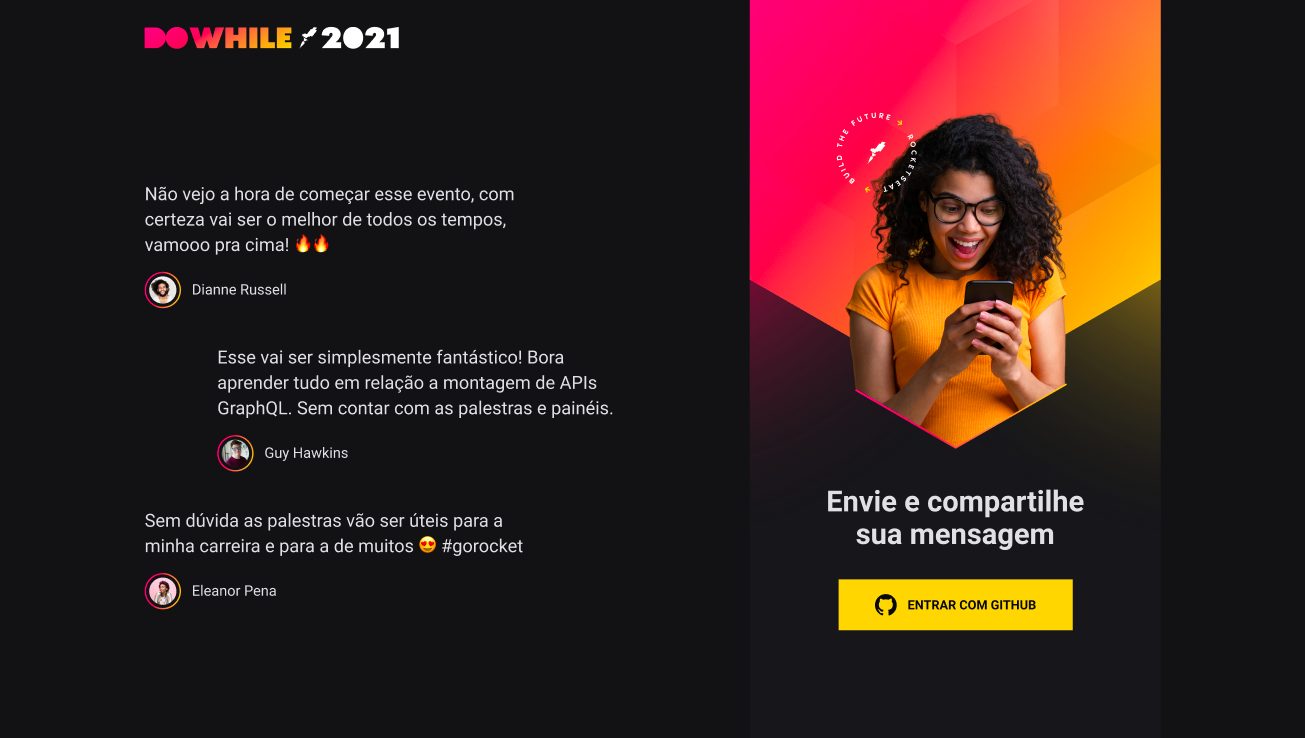 DOWHILE 2021
Não vejo a hora de começar esse evento, com
certeza vai ser o melhor de todos os tempos,
vamooo pra cima! 🔥🔥
Dianne Russell
Esse vai ser simplesmente fantástico! Bora
aprender tudo em relação a montagem de APIs
GraphQL. Sem contar com as palestras e painéis.
Guy Hawkins
Sem dúvida as palestras vão ser úteis para a
minha carreira e para a de muitos 😍 #gorocket
Eleanor Pena
BUILD THE FUTURE → ROCKETSEAT →
Envie e compartilhe
sua mensagem
ENTRAR COM GITHUB